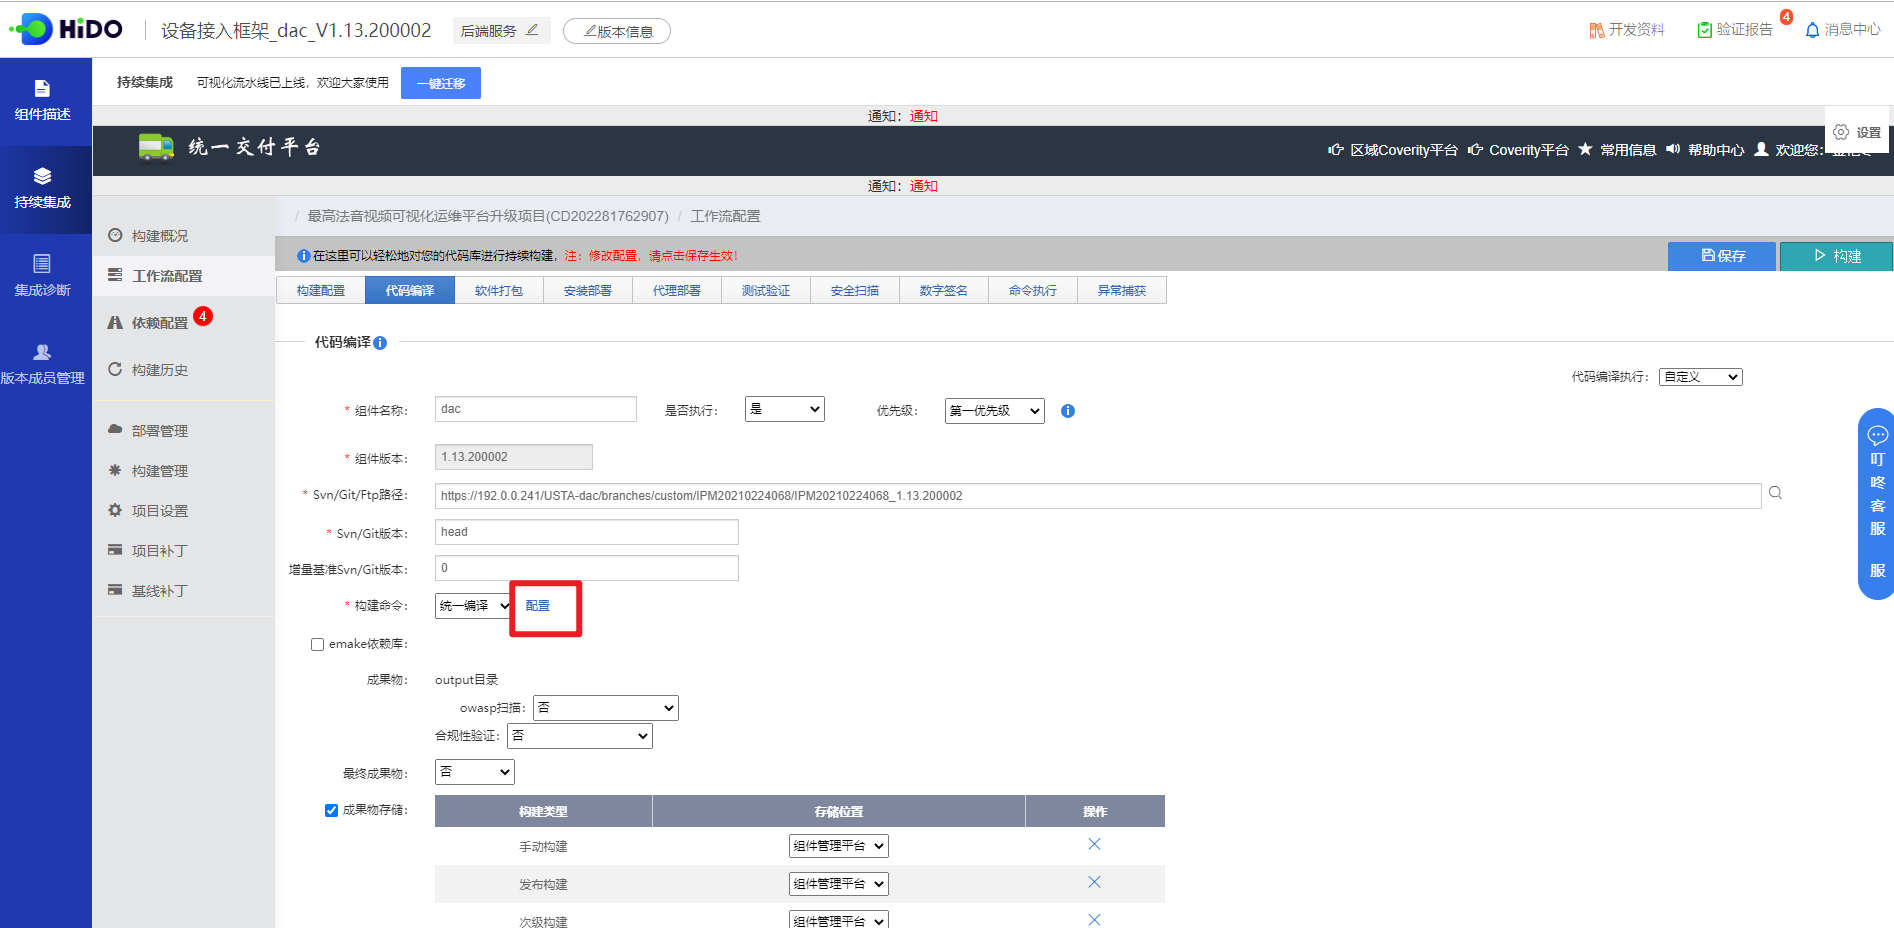 HiDO
设备接入框架_dac_V1.13.200002
后端服务
版本信息
开发资料
验证报告
4
消息中心
组件描述
持续集成
集成诊断
版本成员管理
持续集成
可视化流水线已上线，欢迎大家使用
一键迁移
通知：通知
设置
统一交付平台
区域Coverity平台
Coverity平台
常用信息
帮助中心
欢迎您：
通知：通知
构建概况
工作流配置
依赖配置
4
构建历史
部署管理
构建管理
项目设置
项目补丁
基线补丁
/ 最高法音视频可视化运维平台升级项目(CD202281762907) / 工作流配置
在这里可以轻松地对您的代码库进行持续构建，注：修改配置，请点击保存生效！
保存
构建
构建配置
代码编译
软件打包
安装部署
代理部署
测试验证
安全扫描
数字签名
命令执行
异常捕获
代码编译
代码编译执行：
自定义
* 组件名称：
dac
是否执行：
是
优先级：
第一优先级
* 组件版本：
1.13.200002
* Svn/Git/Ftp路径：
https://192.0.0.241/USTA-dac/branches/custom/IPM20210224068/IPM20210224068_1.13.200002
* Svn/Git版本：
head
增量基准Svn/Git版本：
0
* 构建命令：
统一编译
配置
emake依赖库：
成果物：
output目录
owasp扫描：
否
合规性验证：
否
最终成果物：
否
成果物存储：
构建类型
存储位置
操作
手动构建
组件管理平台
发布构建
组件管理平台
次级构建
组件管理平台
叮
咚
客
服
服